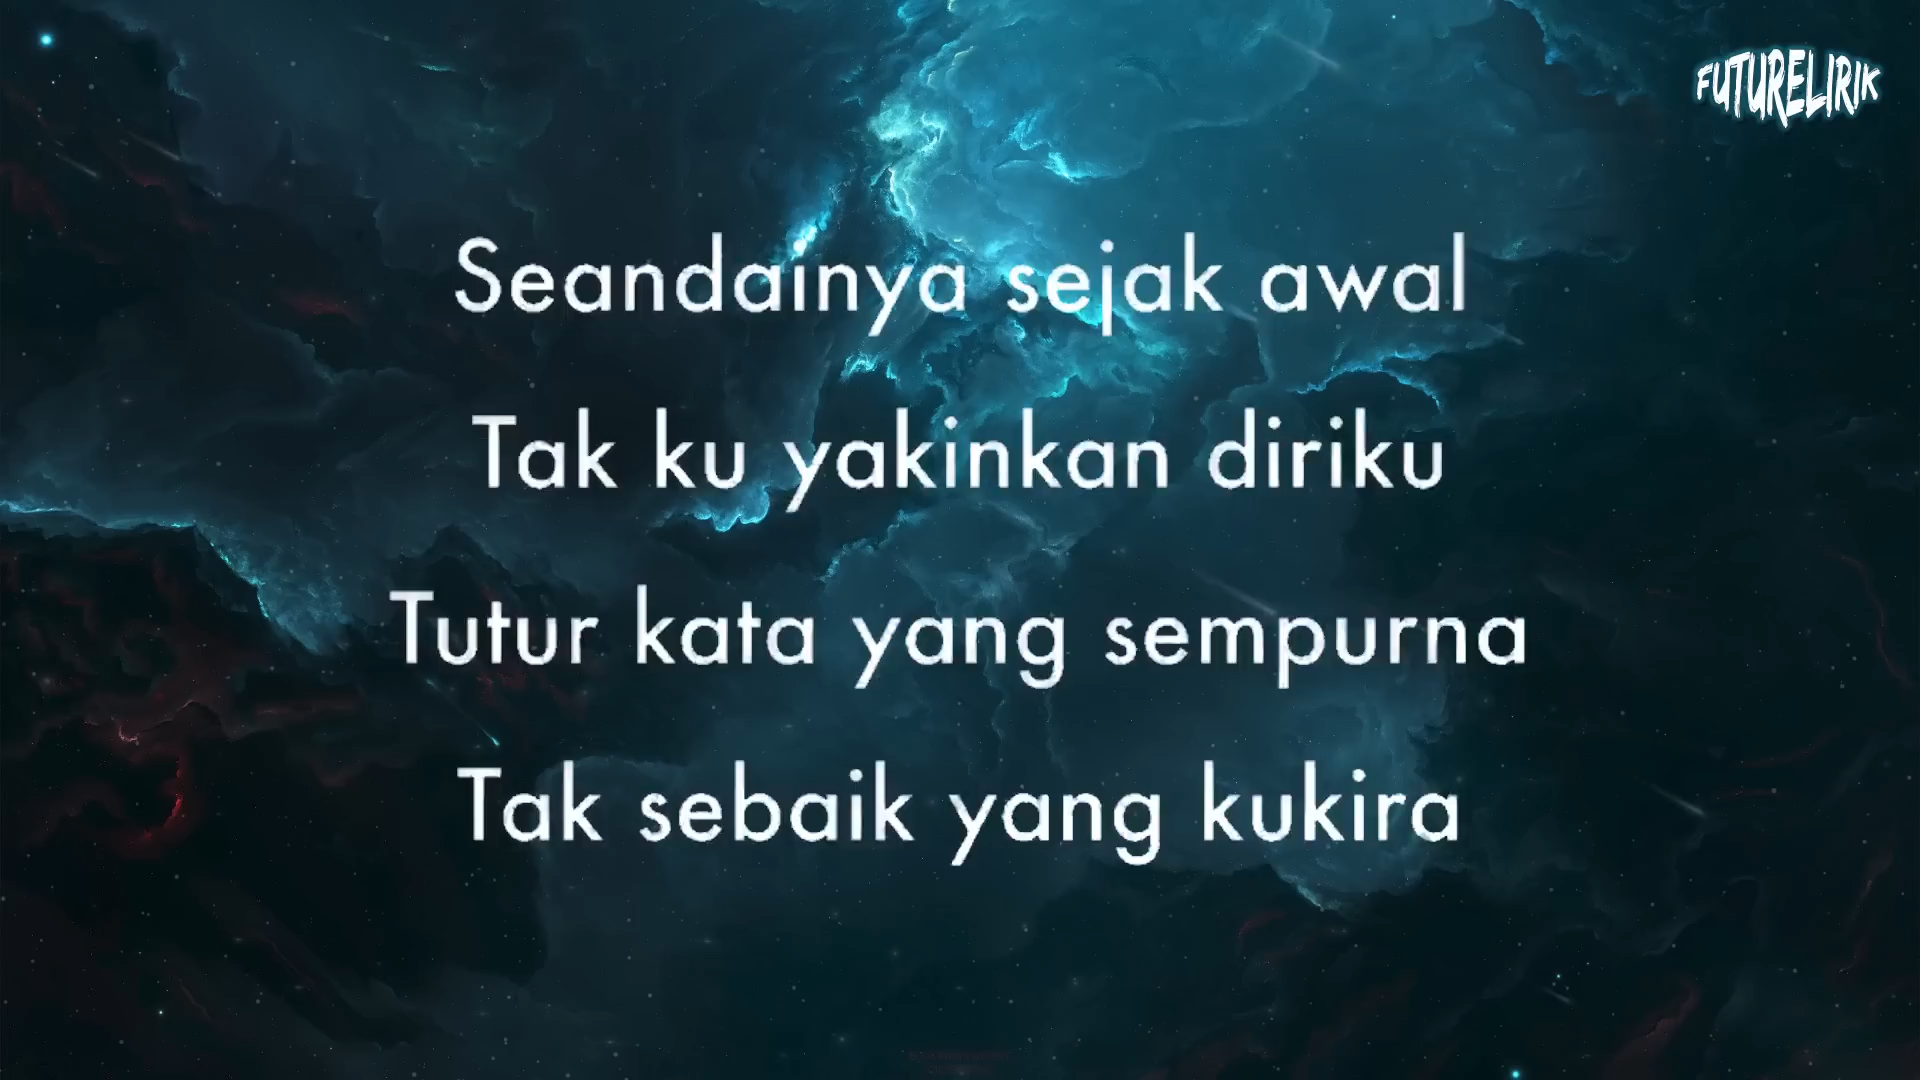 FUTURELIRIK
Seandainya sejak awal
Tak ku yakinkan diriku
Tutur kata yang sempurna
Tak sebaik yang kukira